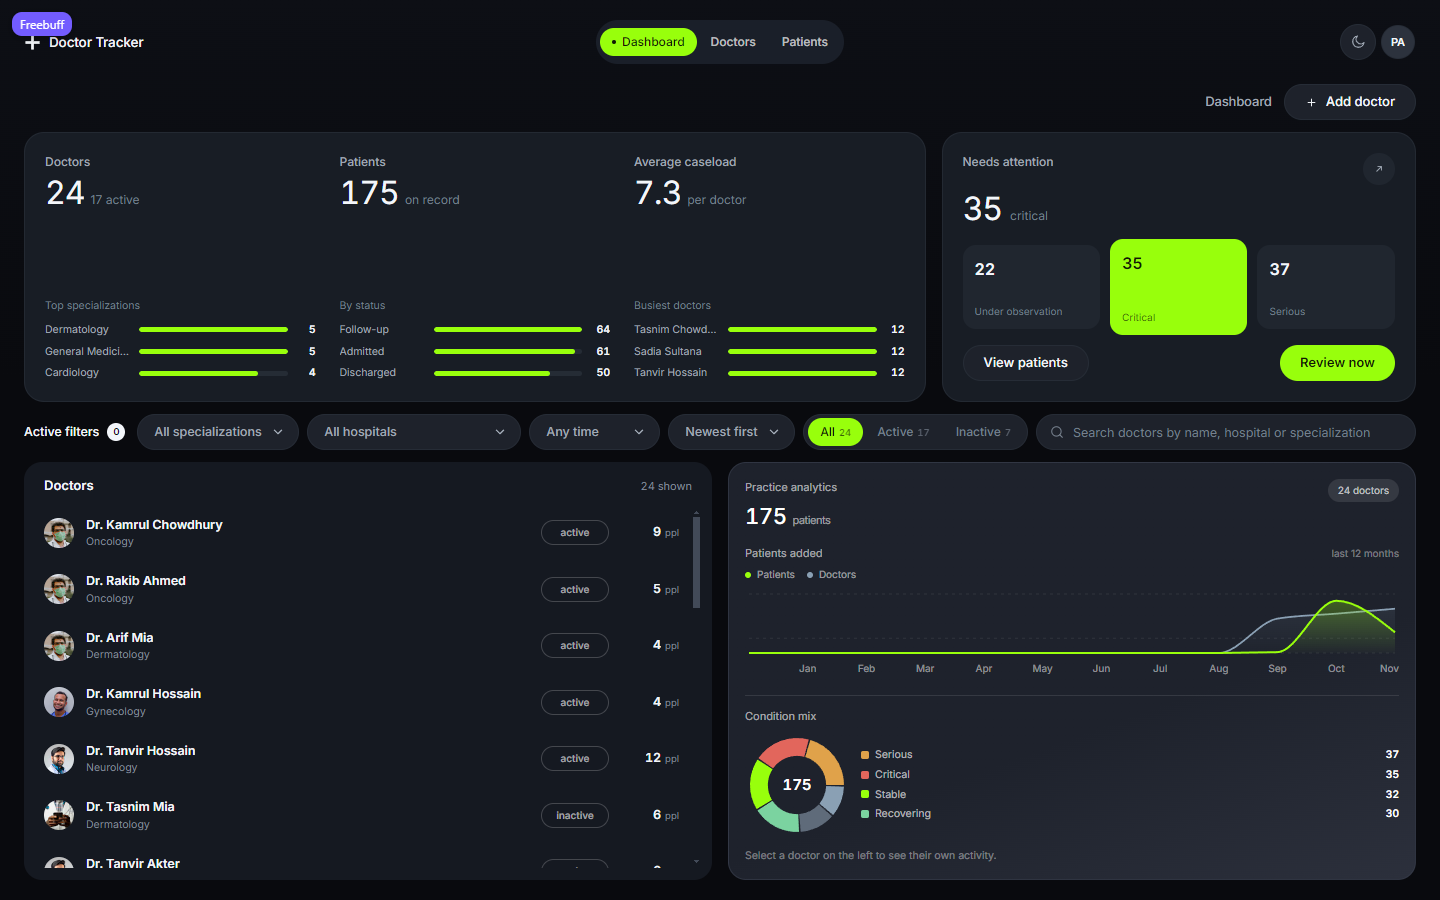 Freebuff
Doctor Tracker
Dashboard
Doctors
Patients
PA
Dashboard
+ Add doctor
Doctors
24 17 active
Patients
175 on record
Average caseload
7.3 per doctor
Top specializations
Dermatology 5
General Medici... 5
Cardiology 4
By status
Follow-up 64
Admitted 61
Discharged 50
Busiest doctors
Tasnim Chowd... 12
Sadia Sultana 12
Tanvir Hossain 12
Needs attention
35 critical
22
Under observation
35
Critical
37
Serious
View patients
Review now
Active filters 0
All specializations
All hospitals
Any time
Newest first
All 24
Active 17
Inactive 7
Search doctors by name, hospital or specialization
Doctors
24 shown
Dr. Kamrul Chowdhury
Oncology
active
9 ppl
Dr. Rakib Ahmed
Oncology
active
5 ppl
Dr. Arif Mia
Dermatology
active
4 ppl
Dr. Kamrul Hossain
Gynecology
active
4 ppl
Dr. Tanvir Hossain
Neurology
active
12 ppl
Dr. Tasnim Mia
Dermatology
inactive
6 ppl
Dr. Tanvir Akter
Practice analytics
24 doctors
175 patients
Patients added
last 12 months
Patients
Doctors
Jan Feb Mar Apr May Jun Jul Aug Sep Oct Nov
Condition mix
175
Serious 37
Critical 35
Stable 32
Recovering 30
Select a doctor on the left to see their own activity.